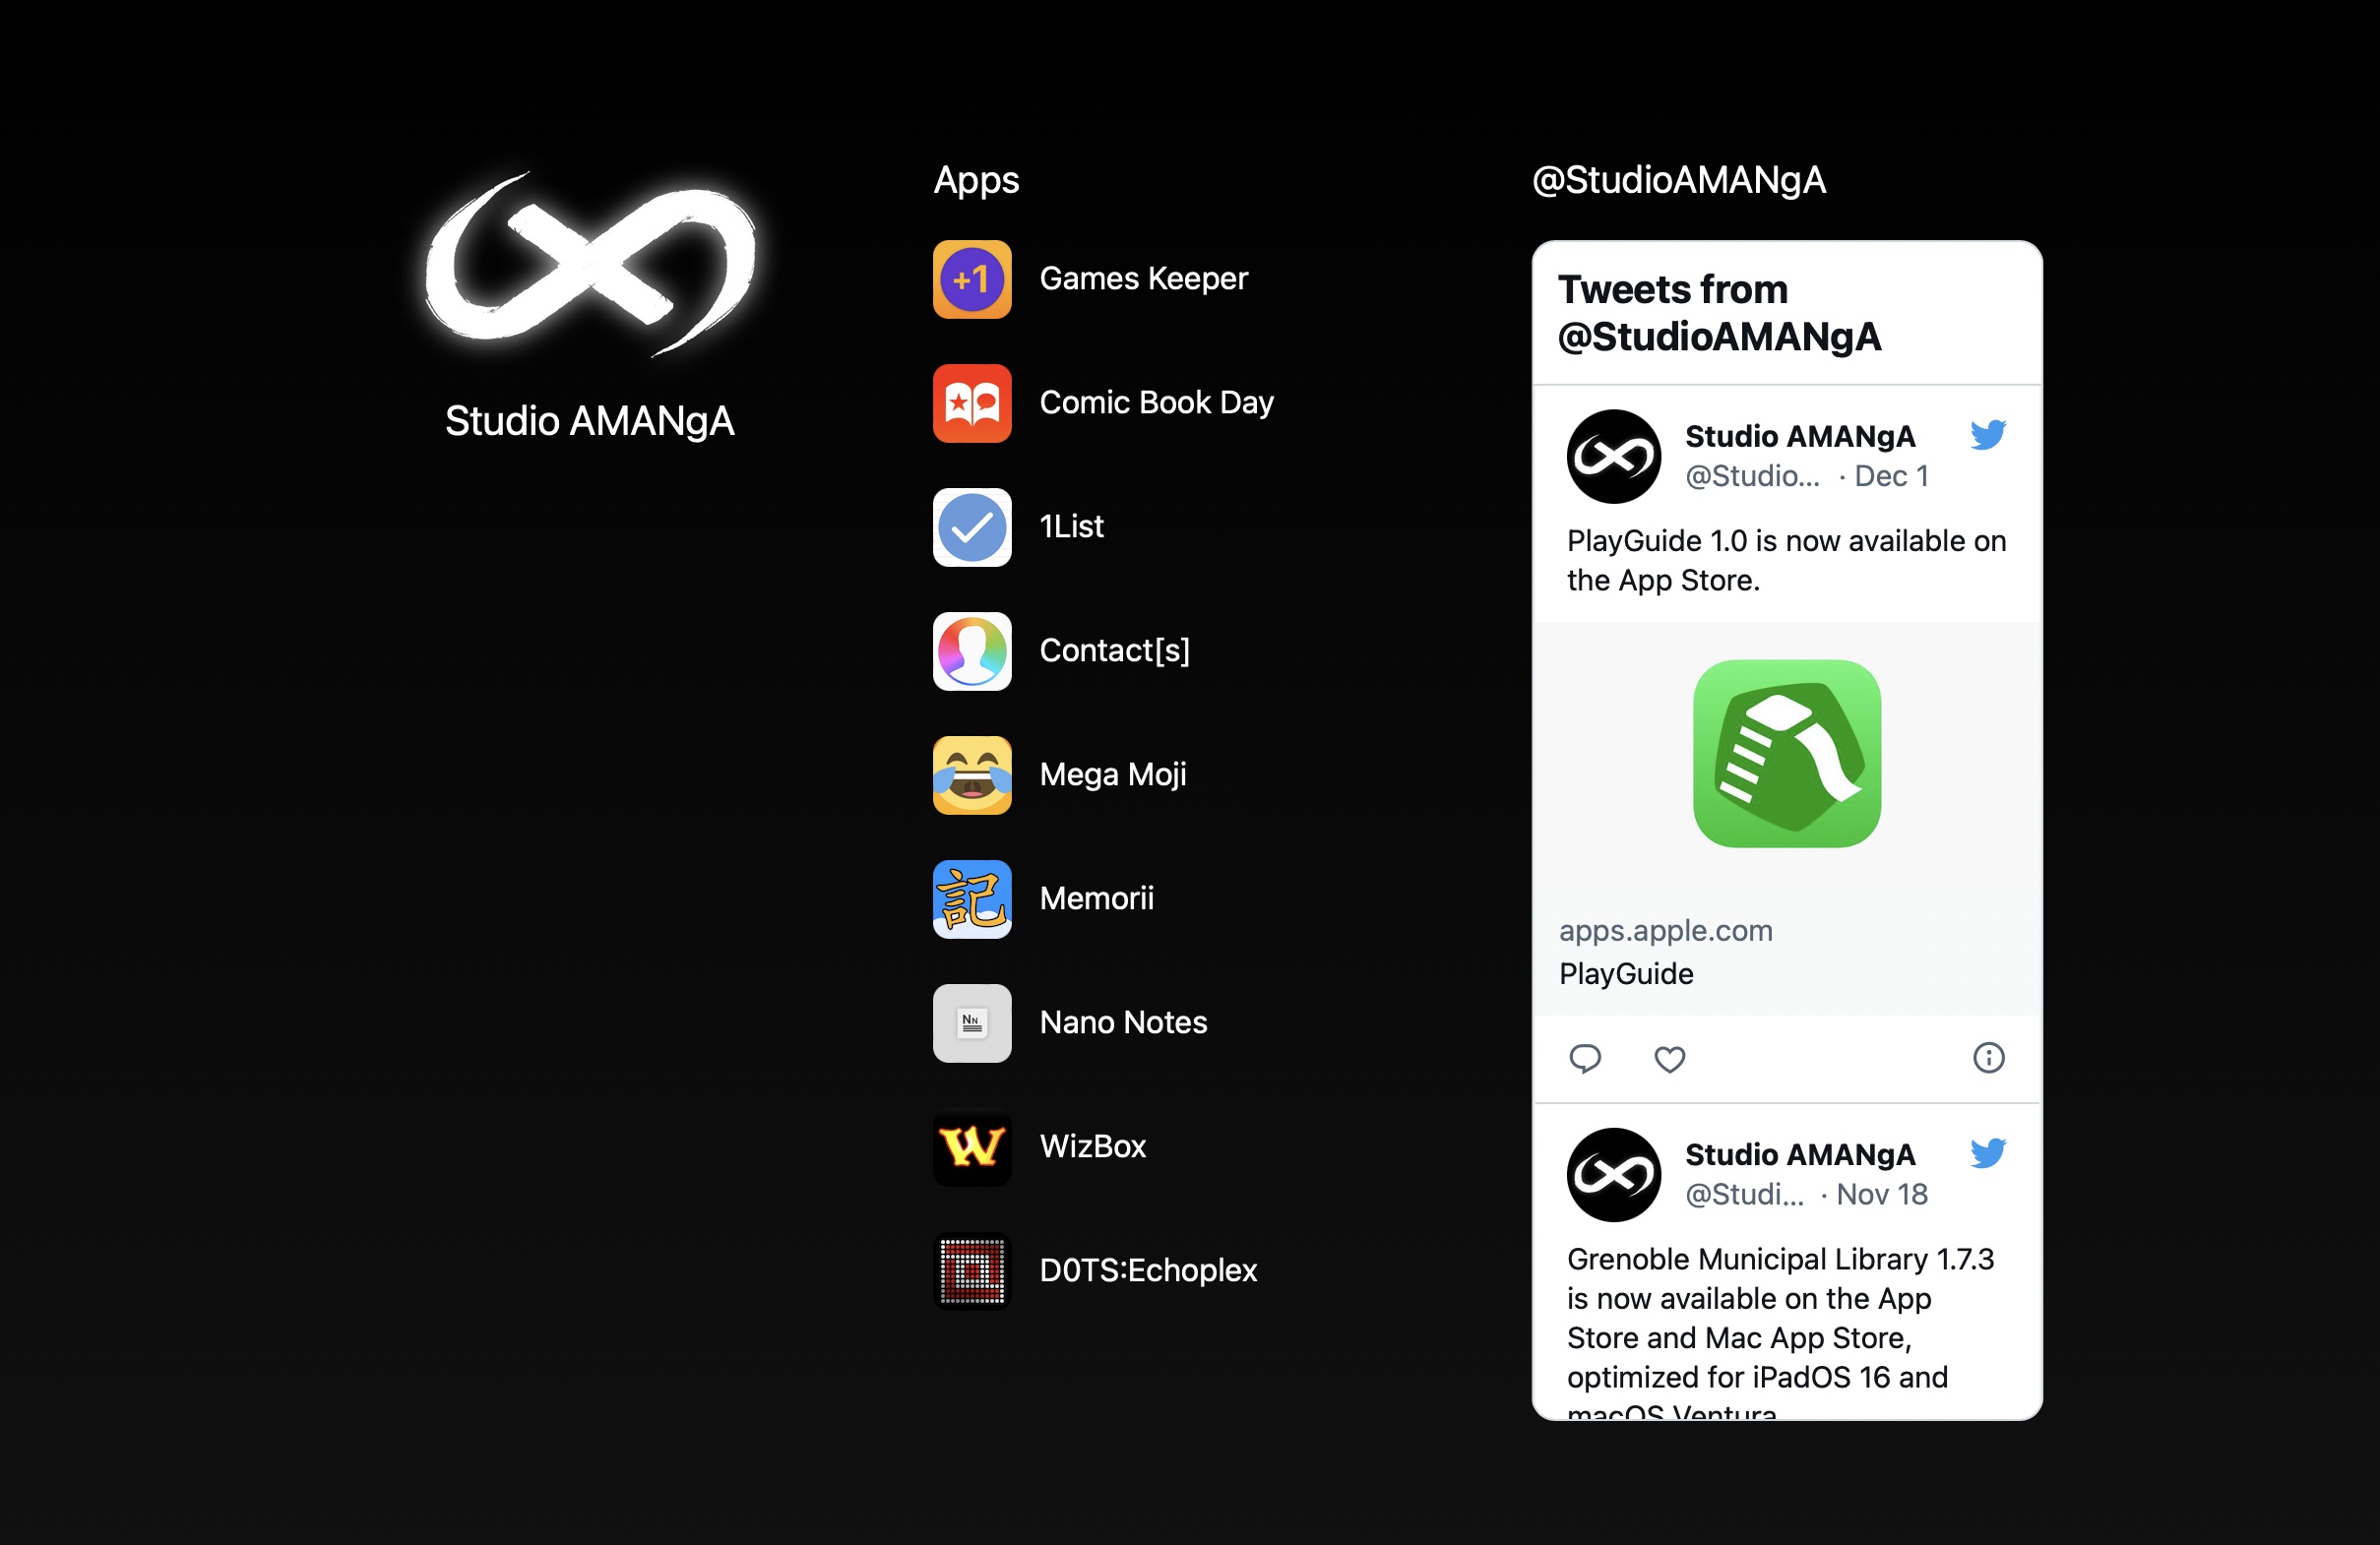 Studio AMANgA
Apps
+1
Games Keeper
Comic Book Day
1List
Contact[s]
Mega Moji
記
Memorii
NN
Nano Notes
W
WizBox
D0TS:Echoplex
@StudioAMANgA
Tweets from
@StudioAMANgA
Studio AMANgA
@Studio... · Dec 1
PlayGuide 1.0 is now available on
the App Store.
apps.apple.com
PlayGuide
Studio AMANgA
@Studi... · Nov 18
Grenoble Municipal Library 1.7.3
is now available on the App
Store and Mac App Store,
optimized for iPadOS 16 and
macOS Ventura